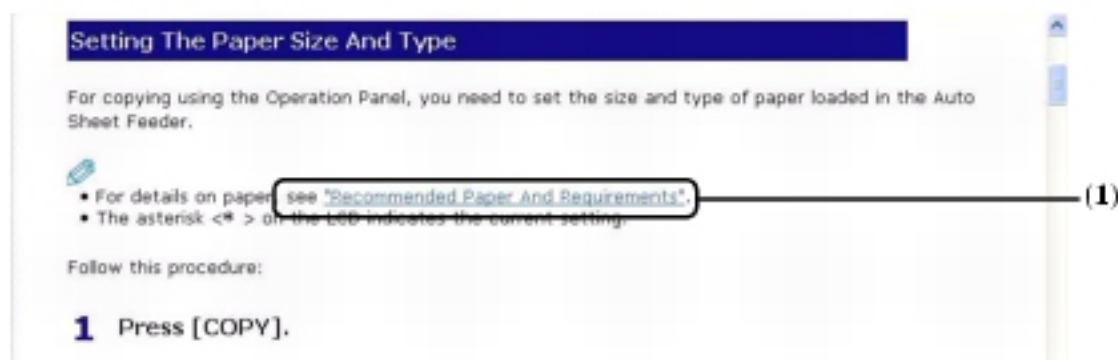 Setting The Paper Size And Type
For copying using the Operation Panel, you need to set the size and type of paper loaded in the Auto
Sheet Feeder.
• For details on paper, see "Recommended Paper And Requirements".
(1)
• The asterisk <* > on the LCD indicates the current setting.
Follow this procedure:
1 Press [COPY].